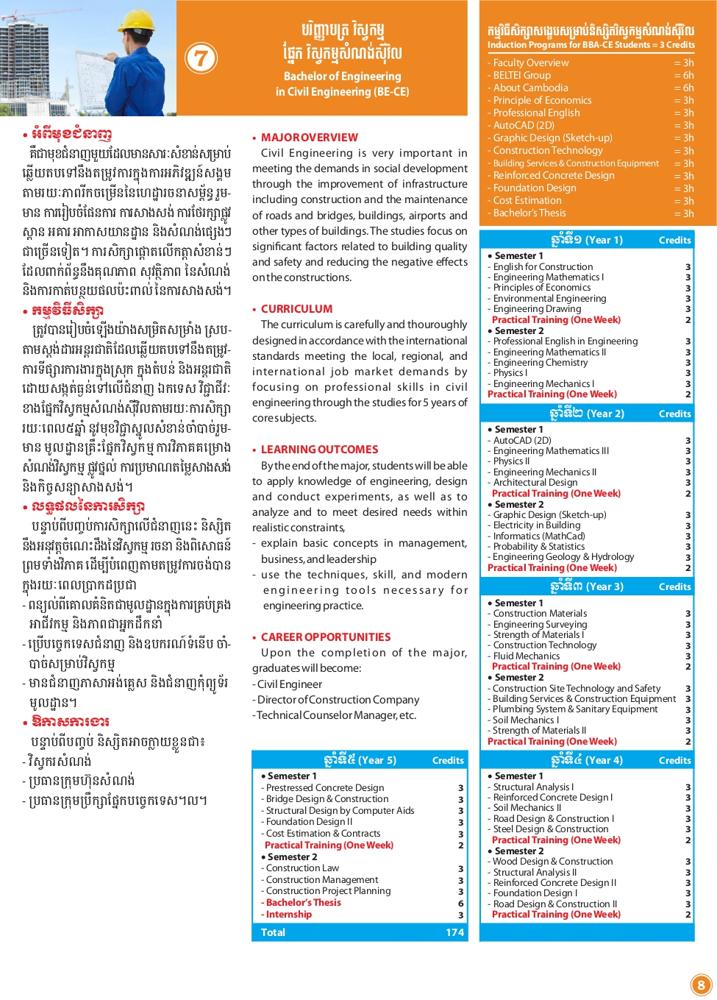 7
បរិញ្ញាបត្រ វិស្វកម្ម
ផ្នែក វិស្វកម្មសំណង់ស៊ីវិល
Bachelor of Engineering
in Civil Engineering (BE-CE)
• អំពីមុខជំនាញ
គឺជាមុខជំនាញមួយដែលមានសារៈសំខាន់សម្រាប់
ឆ្លើយតបទៅនឹងតម្រូវការក្នុងការអភិវឌ្ឍន៍សង្គម
តាមរយៈភាពរីកចម្រើននៃហេដ្ឋារចនាសម្ព័ន្ធ រួម-
មាន ការរៀបចំផែនការ ការសាងសង់ ការថែរក្សាផ្លូវ
ស្ពាន អគារ អាកាសយានដ្ឋាន និងសំណង់ផ្សេងៗ
ជាច្រើនទៀត។ ការសិក្សាផ្តោតលើកត្តាសំខាន់ៗ
ដែលពាក់ព័ន្ធនឹងគុណភាព សុវត្ថិភាព នៃសំណង់
និងការកាត់បន្ថយផលប៉ះពាល់នៃការសាងសង់។
• កម្មវិធីសិក្សា
ត្រូវបានរៀបចំឡើងយ៉ាងសម្រិតសម្រាំង ស្រប-
តាមស្តង់ដារអន្តរជាតិដែលឆ្លើយតបទៅនឹងតម្រូវ-
ការទីផ្សារការងារក្នុងស្រុក ក្នុងតំបន់ និងអន្តរជាតិ
ដោយសង្កត់ធ្ងន់ទៅលើជំនាញ ឯកទេស វិជ្ជាជីវៈ
ខាងផ្នែកវិស្វកម្មសំណង់ស៊ីវិលតាមរយៈការសិក្សា
រយៈពេល៥ឆ្នាំ នូវមុខវិជ្ជាស្នូលសំខាន់ចាំបាច់រួម-
មាន មូលដ្ឋានគ្រឹះផ្នែកវិស្វកម្ម ការវិភាគគម្រោង
សំណង់វិស្វកម្ម ផ្លូវថ្នល់ ការប្រមាណតម្លៃសាងសង់
និងកិច្ចសន្យាសាងសង់។
• លទ្ធផលនៃការសិក្សា
បន្ទាប់ពីបញ្ចប់ការសិក្សាលើជំនាញនេះ និស្សិត
នឹងអនុវត្តចំណេះដឹងនៃវិស្វកម្ម រចនា និងពិសោធន៍
ព្រមទាំងវិភាគ ដើម្បីបំពេញតាមតម្រូវការចង់បាន
ក្នុងរយៈពេលប្រាកដប្រជា
- ពន្យល់ពីគោលគំនិតជាមូលដ្ឋានក្នុងការគ្រប់គ្រង
អាជីវកម្ម និងភាពជាអ្នកដឹកនាំ
- ប្រើបច្ចេកទេសជំនាញ និងឧបករណ៍ទំនើប ចាំ-
បាច់សម្រាប់វិស្វកម្ម
- មានជំនាញភាសាអង់គ្លេស និងជំនាញកុំព្យូទ័រ
មូលដ្ឋាន។
• ឱកាសការងារ
បន្ទាប់ពីបញ្ចប់ និស្សិតអាចក្លាយខ្លួនជា៖
- វិស្វករសំណង់
- ប្រធានក្រុមហ៊ុនសំណង់
- ប្រធានក្រុមប្រឹក្សាផ្នែកបច្ចេកទេស។ល។
• MAJOR OVERVIEW
Civil Engineering is very important in
meeting the demands in social development
through the improvement of infrastructure
including construction and the maintenance
of roads and bridges, buildings, airports and
other types of buildings. The studies focus on
significant factors related to building quality
and safety and reducing the negative effects
on the constructions.
• CURRICULUM
The curriculum is carefully and thouroughly
designed in accordance with the international
standards meeting the local, regional, and
international job market demands by
focusing on professional skills in civil
engineering through the studies for 5 years of
core subjects.
• LEARNING OUTCOMES
By the end of the major, students will be able
to apply knowledge of engineering, design
and conduct experiments, as well as to
analyze and to meet desired needs within
realistic constraints,
- explain basic concepts in management,
business, and leadership
- use the techniques, skill, and modern
engineering tools necessary for
engineering practice.
• CAREER OPPORTUNITIES
Upon the completion of the major,
graduates will become:
- Civil Engineer
- Director of Construction Company
- Technical Counselor Manager, etc.
ឆ្នាំទី៥ (Year 5) Credits
• Semester 1
- Prestressed Concrete Design 3
- Bridge Design & Construction 3
- Structural Design by Computer Aids 3
- Foundation Design II 3
- Cost Estimation & Contracts 3
Practical Training (One Week) 2
• Semester 2
- Construction Law 3
- Construction Management 3
- Construction Project Planning 3
- Bachelor's Thesis 6
- Internship 3
Total 174
កម្មវិធីសិក្សាសង្ខេបសម្រាប់និស្សិតវិស្វកម្មសំណង់ស៊ីវិល
Induction Programs for BBA-CE Students = 3 Credits
- Faculty Overview = 3h
- BELTEI Group = 6h
- About Cambodia = 6h
- Principle of Economics = 3h
- Professional English = 3h
- AutoCAD (2D) = 3h
- Graphic Design (Sketch-up) = 3h
- Construction Technology = 3h
- Building Services & Construction Equipment = 3h
- Reinforced Concrete Design = 3h
- Foundation Design = 3h
- Cost Estimation = 3h
- Bachelor's Thesis = 3h
ឆ្នាំទី១ (Year 1) Credits
• Semester 1
- English for Construction 3
- Engineering Mathematics I 3
- Principles of Economics 3
- Environmental Engineering 3
- Engineering Drawing 3
Practical Training (One Week) 2
• Semester 2
- Professional English in Engineering 3
- Engineering Mathematics II 3
- Engineering Chemistry 3
- Physics I 3
- Engineering Mechanics I 3
Practical Training (One Week) 2
ឆ្នាំទី២ (Year 2) Credits
• Semester 1
- AutoCAD (2D) 3
- Engineering Mathematics III 3
- Physics II 3
- Engineering Mechanics II 3
- Architectural Design 3
Practical Training (One Week) 2
• Semester 2
- Graphic Design (Sketch-up) 3
- Electricity in Building 3
- Informatics (MathCad) 3
- Probability & Statistics 3
- Engineering Geology & Hydrology 3
Practical Training (One Week) 2
ឆ្នាំទី៣ (Year 3) Credits
• Semester 1
- Construction Materials 3
- Engineering Surveying 3
- Strength of Materials I 3
- Construction Technology 3
- Fluid Mechanics 3
Practical Training (One Week) 2
• Semester 2
- Construction Site Technology and Safety 3
- Building Services & Construction Equipment 3
- Plumbing System & Sanitary Equipment 3
- Soil Mechanics I 3
- Strength of Materials II 3
Practical Training (One Week) 2
ឆ្នាំទី៤ (Year 4) Credits
• Semester 1
- Structural Analysis I 3
- Reinforced Concrete Design I 3
- Soil Mechanics II 3
- Road Design & Construction I 3
- Steel Design & Construction 3
Practical Training (One Week) 2
• Semester 2
- Wood Design & Construction 3
- Structural Analysis II 3
- Reinforced Concrete Design II 3
- Foundation Design I 3
- Road Design & Construction II 3
Practical Training (One Week) 2
8